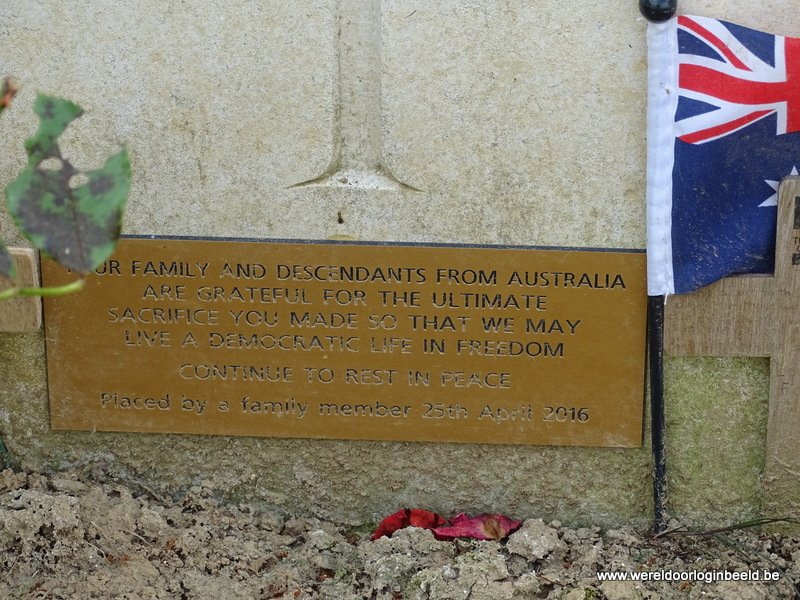 OUR FAMILY AND DESCENDANTS FROM AUSTRALIA
ARE GRATEFUL FOR THE ULTIMATE
SACRIFICE YOU MADE SO THAT WE MAY
LIVE A DEMOCRATIC LIFE IN FREEDOM
CONTINUE TO REST IN PEACE
Placed by a family member 25th April 2016
www.wereldoorloginbeeld.be